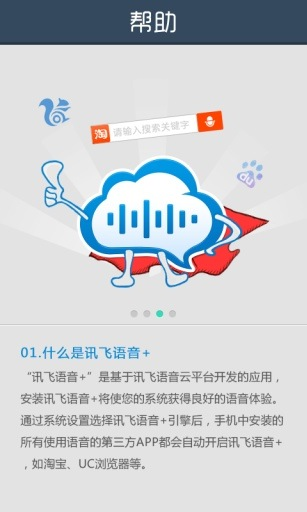 帮助
淘 请输入搜索关键字
du
01.什么是讯飞语音+
“讯飞语音+”是基于讯飞语音云平台开发的应用，
安装讯飞语音+将使您的系统获得良好的语音体验。
通过系统设置选择讯飞语音+引擎后，手机中安装的
所有使用语音的第三方APP都会自动开启讯飞语音+
，如淘宝、UC浏览器等。